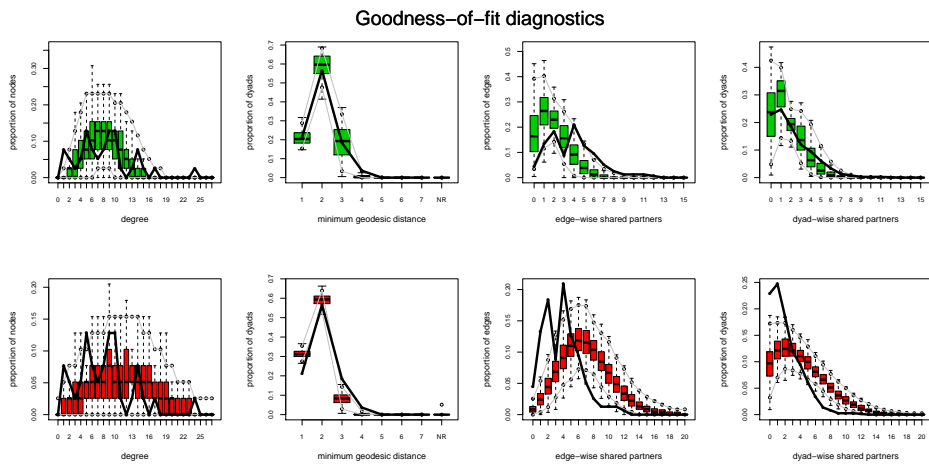 Goodness−of−fit diagnostics
proportion of nodes
0.00 0.10 0.20 0.30
0 2 4 6 8 10 13 16 19 22 25
degree
proportion of dyads
0.0 0.1 0.2 0.3 0.4 0.5 0.6 0.7
1 2 3 4 5 6 7 NR
minimum geodesic distance
proportion of edges
0.0 0.1 0.2 0.3 0.4 0.5
0 1 2 3 4 5 6 7 8 9 11 13 15
edge−wise shared partners
proportion of dyads
0.0 0.1 0.2 0.3 0.4
0 1 2 3 4 5 6 7 8 9 11 13 15
dyad−wise shared partners
proportion of nodes
0.00 0.05 0.10 0.15 0.20
0 2 4 6 8 10 13 16 19 22 25
degree
proportion of dyads
0.0 0.1 0.2 0.3 0.4 0.5 0.6 0.7
1 2 3 4 5 6 7 NR
minimum geodesic distance
proportion of edges
0.00 0.05 0.10 0.15 0.20
0 2 4 6 8 10 12 14 16 18 20
edge−wise shared partners
proportion of dyads
0.00 0.05 0.10 0.15 0.20 0.25
0 2 4 6 8 10 12 14 16 18 20
dyad−wise shared partners